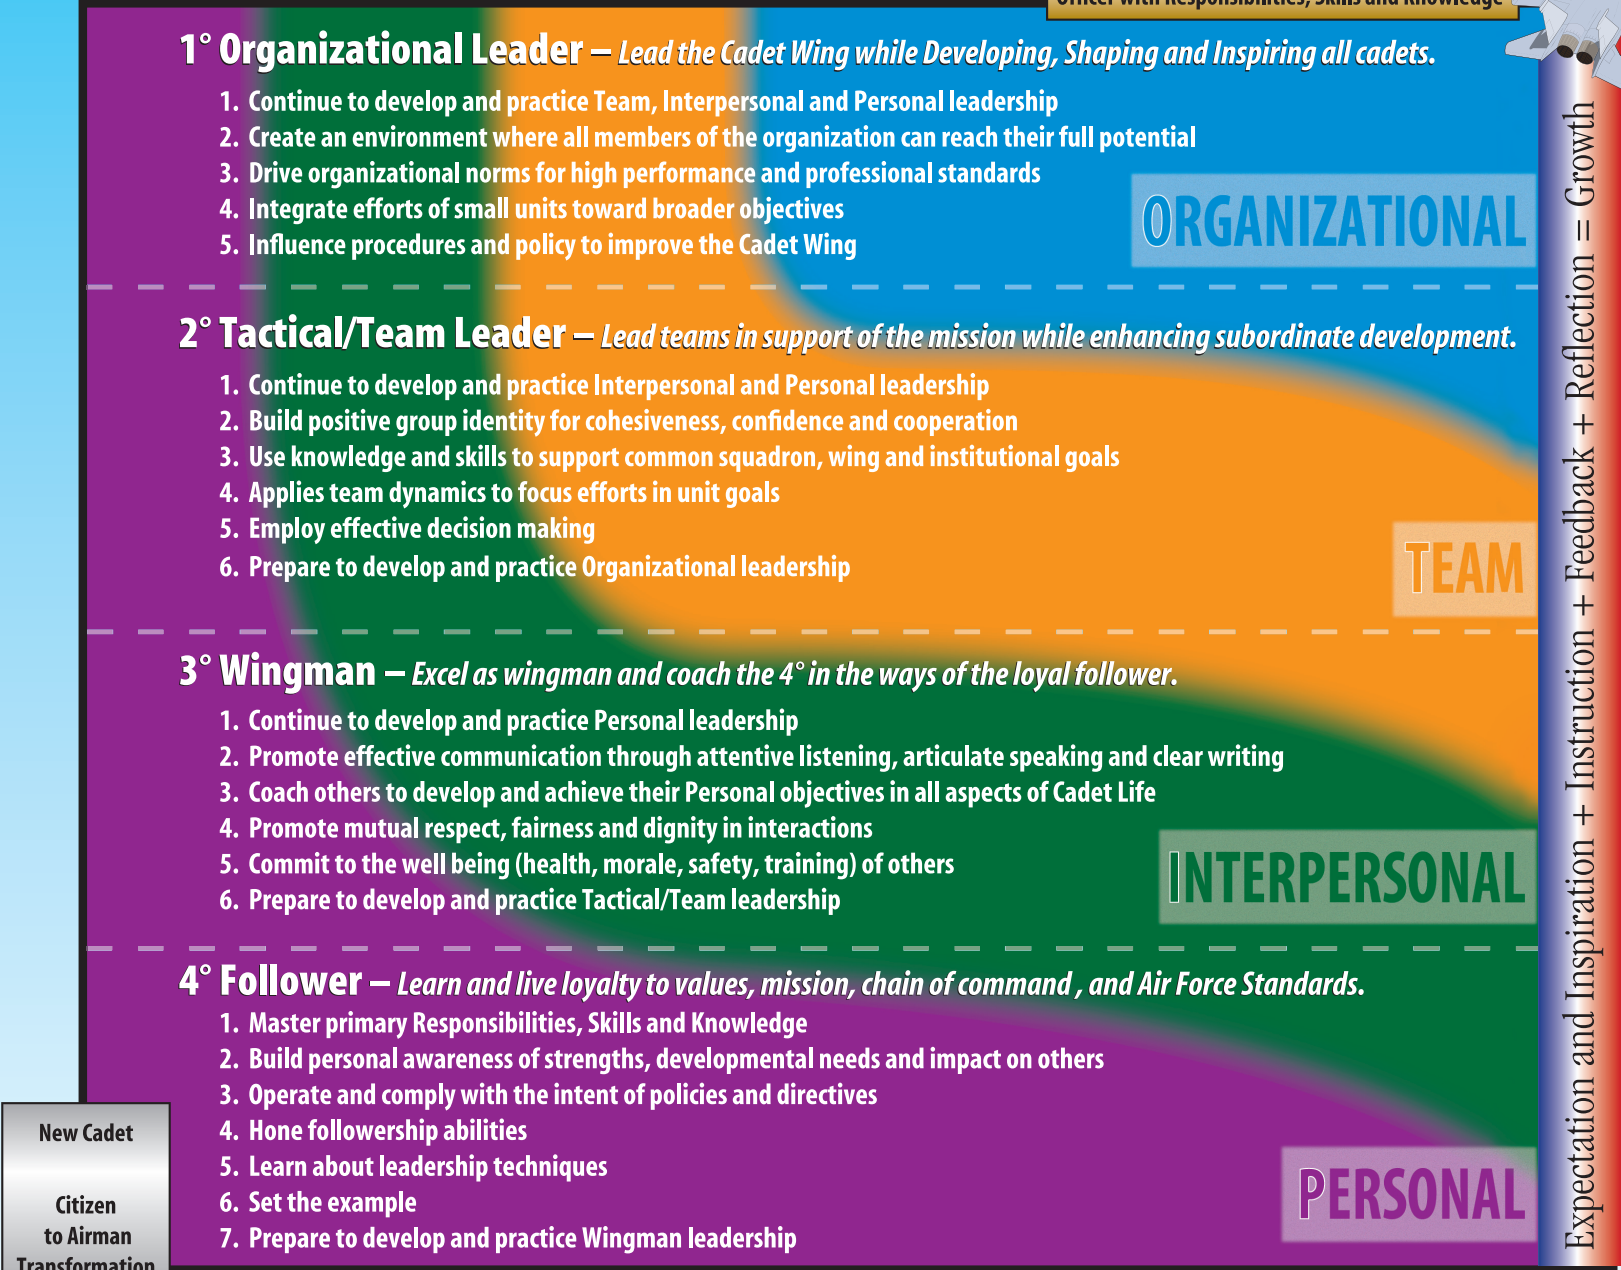 Officer with Responsibilities, Skills and Knowledge
1° Organizational Leader – Lead the Cadet Wing while Developing, Shaping and Inspiring all cadets.
1. Continue to develop and practice Team, Interpersonal and Personal leadership
2. Create an environment where all members of the organization can reach their full potential
3. Drive organizational norms for high performance and professional standards
4. Integrate efforts of small units toward broader objectives
5. Influence procedures and policy to improve the Cadet Wing
ORGANIZATIONAL
2° Tactical/Team Leader – Lead teams in support of the mission while enhancing subordinate development.
1. Continue to develop and practice Interpersonal and Personal leadership
2. Build positive group identity for cohesiveness, confidence and cooperation
3. Use knowledge and skills to support common squadron, wing and institutional goals
4. Applies team dynamics to focus efforts in unit goals
5. Employ effective decision making
6. Prepare to develop and practice Organizational leadership
TEAM
3° Wingman – Excel as wingman and coach the 4° in the ways of the loyal follower.
1. Continue to develop and practice Personal leadership
2. Promote effective communication through attentive listening, articulate speaking and clear writing
3. Coach others to develop and achieve their Personal objectives in all aspects of Cadet Life
4. Promote mutual respect, fairness and dignity in interactions
5. Commit to the well being (health, morale, safety, training) of others
6. Prepare to develop and practice Tactical/Team leadership
INTERPERSONAL
4° Follower – Learn and live loyalty to values, mission, chain of command , and Air Force Standards.
1. Master primary Responsibilities, Skills and Knowledge
2. Build personal awareness of strengths, developmental needs and impact on others
3. Operate and comply with the intent of policies and directives
4. Hone followership abilities
5. Learn about leadership techniques
6. Set the example
7. Prepare to develop and practice Wingman leadership
PERSONAL
New Cadet
Citizen
to Airman
Transformation
Expectation and Inspiration + Instruction + Feedback + Reflection = Growth